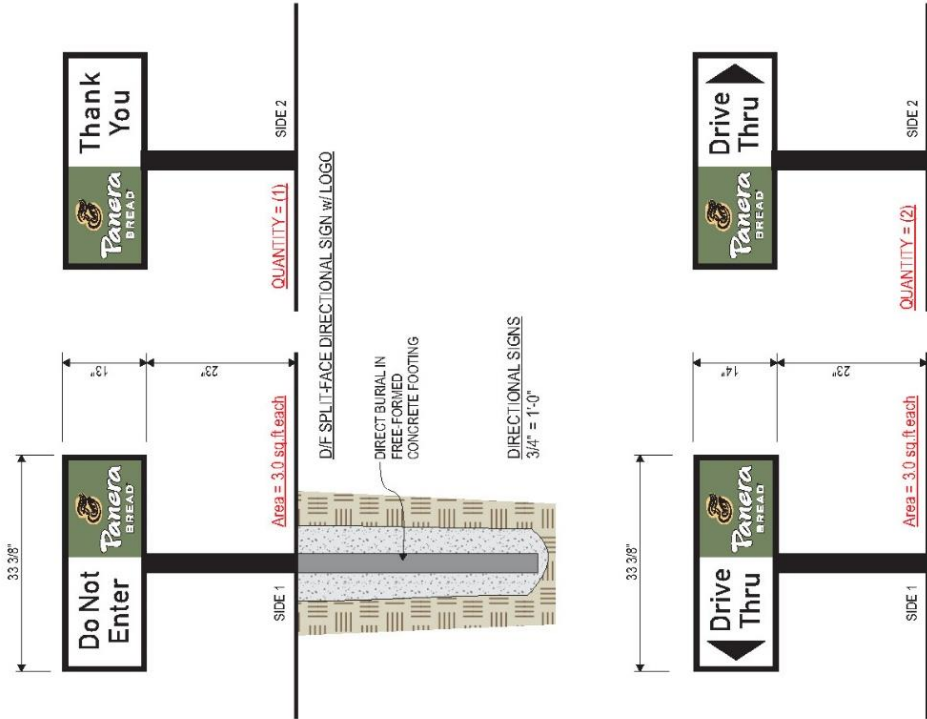 33 3/8"
Do Not
Enter
Panera
BREAD
13"
23"
SIDE 1
Area = 3.0 sq.ft each
Panera
BREAD
Thank
You
QUANTITY = (1)
SIDE 2
D/F SPLIT-FACE DIRECTIONAL SIGN w/ LOGO
DIRECT BURIAL IN
FREE-FORMED
CONCRETE FOOTING
DIRECTIONAL SIGNS
3/4" = 1'-0"
33 3/8"
Drive
Thru
Panera
BREAD
14"
23"
SIDE 1
Area = 3.0 sq.ft each
Panera
BREAD
Drive
Thru
QUANTITY = (2)
SIDE 2